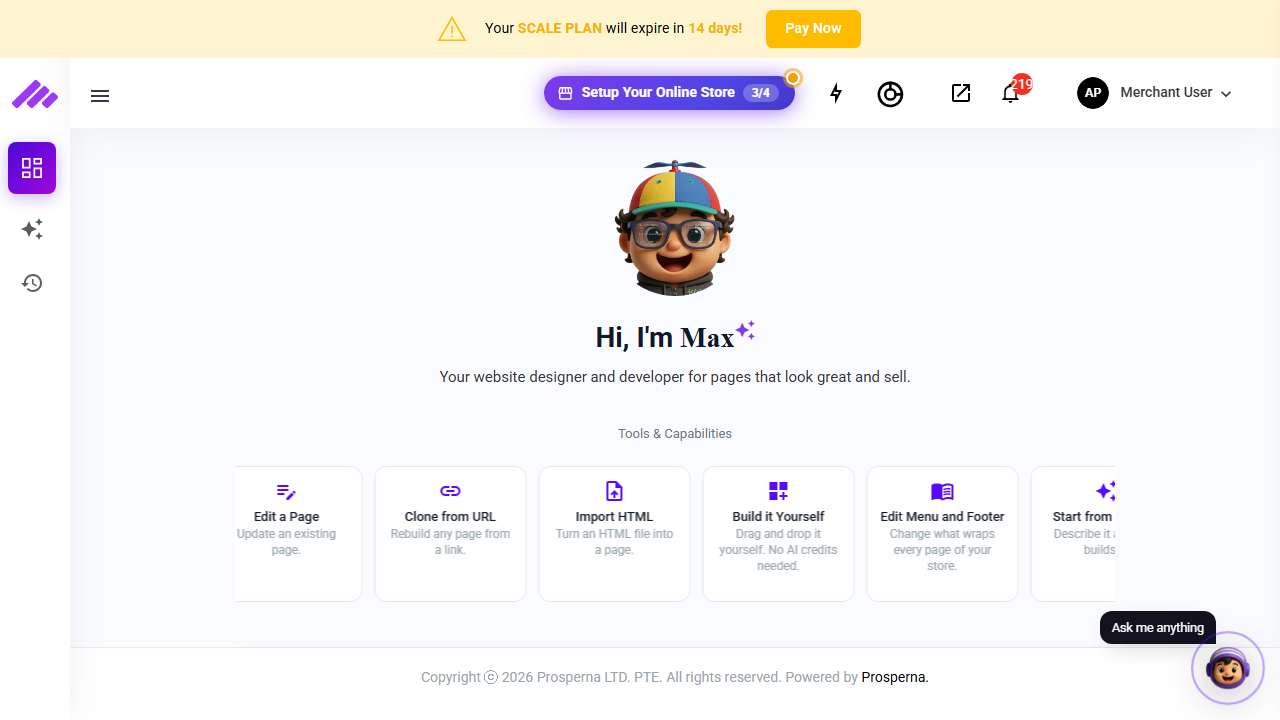 Your SCALE PLAN will expire in 14 days!
Pay Now
Setup Your Online Store 3/4
219
AP
Merchant User
Hi, I'm Max
Your website designer and developer for pages that look great and sell.
Tools & Capabilities
Edit a Page
Update an existing
page.
Clone from URL
Rebuild any page from
a link.
Import HTML
Turn an HTML file into
a page.
Build it Yourself
Drag and drop it
yourself. No AI credits
needed.
Edit Menu and Footer
Change what wraps
every page of your
store.
Start from
Describe it
builds
Ask me anything
Copyright © 2026 Prosperna LTD. PTE. All rights reserved. Powered by Prosperna.